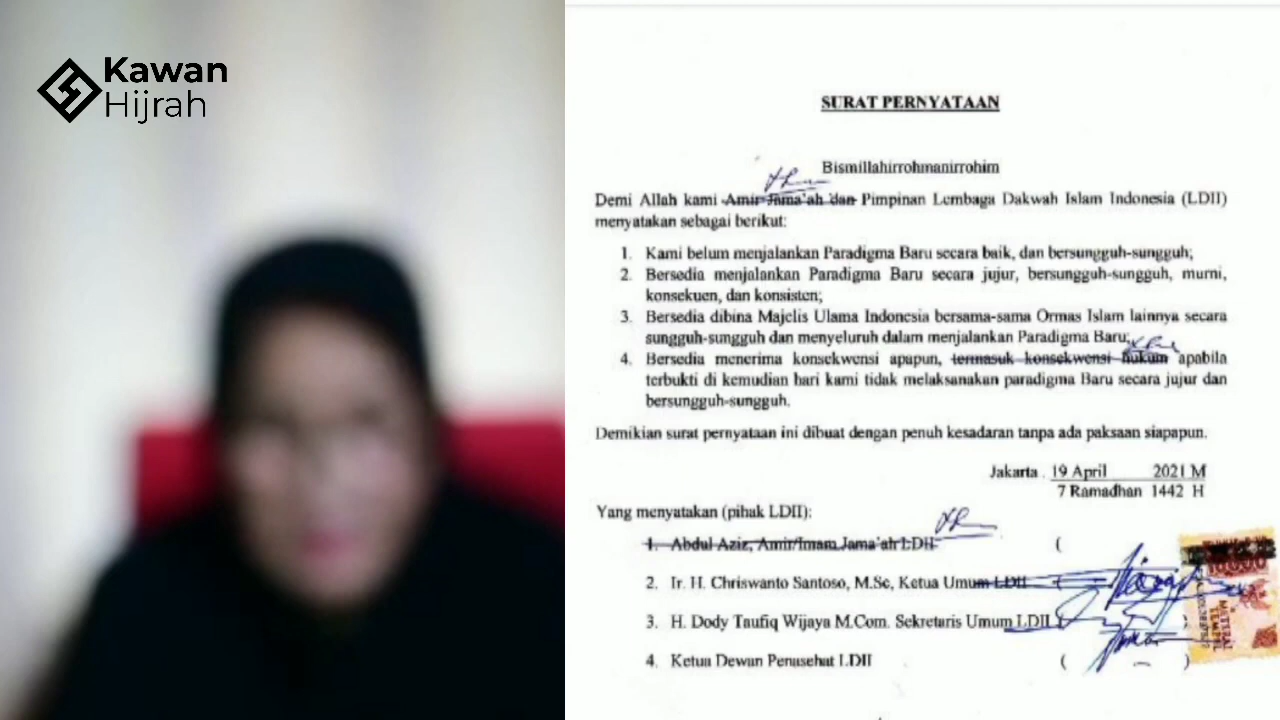 Kawan
Hijrah
SURAT PERNYATAAN
Bismillahirrohmanirrohim
Demi Allah kami Amir Jama'ah dan Pimpinan Lembaga Dakwah Islam Indonesia (LDII)
menyatakan sebagai berikut:
1. Kami belum menjalankan Paradigma Baru secara baik, dan bersungguh-sungguh;
2. Bersedia menjalankan Paradigma Baru secara jujur, bersungguh-sungguh, murni,
konsekuen, dan konsisten;
3. Bersedia dibina Majelis Ulama Indonesia bersama-sama Ormas Islam lainnya secara
sungguh-sungguh dan menyeluruh dalam menjalankan Paradigma Baru;
4. Bersedia menerima konsekwensi apapun, termasuk konsekwensi hukum apabila
terbukti di kemudian hari kami tidak melaksanakan paradigma Baru secara jujur dan
bersungguh-sungguh.
Demikian surat pernyataan ini dibuat dengan penuh kesadaran tanpa ada paksaan siapapun.
Jakarta . 19 April 2021 M
7 Ramadhan 1442 H
Yang menyatakan (pihak LDII):
1. Abdul Aziz, Amir/Imam Jama'ah LDII (
2. Ir. H. Chriswanto Santoso, M.Sc, Ketua Umum LDII
3. H. Dody Taufiq Wijaya M.Com. Sekretaris Umum LDII ( )
4. Ketua Dewan Penasehat LDII ( )
10000
METERAI
TEMPEL